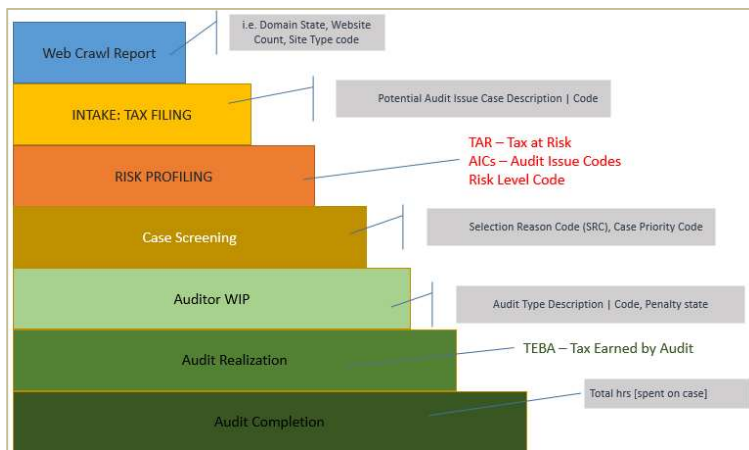 Web Crawl Report
i.e. Domain State, Website
Count, Site Type code
INTAKE: TAX FILING
Potential Audit Issue Case Description | Code
RISK PROFILING
TAR – Tax at Risk
AICs – Audit Issue Codes
Risk Level Code
Case Screening
Selection Reason Code (SRC), Case Priority Code
Auditor WIP
Audit Type Description | Code, Penalty state
Audit Realization
TEBA – Tax Earned by Audit
Audit Completion
Total hrs [spent on case]